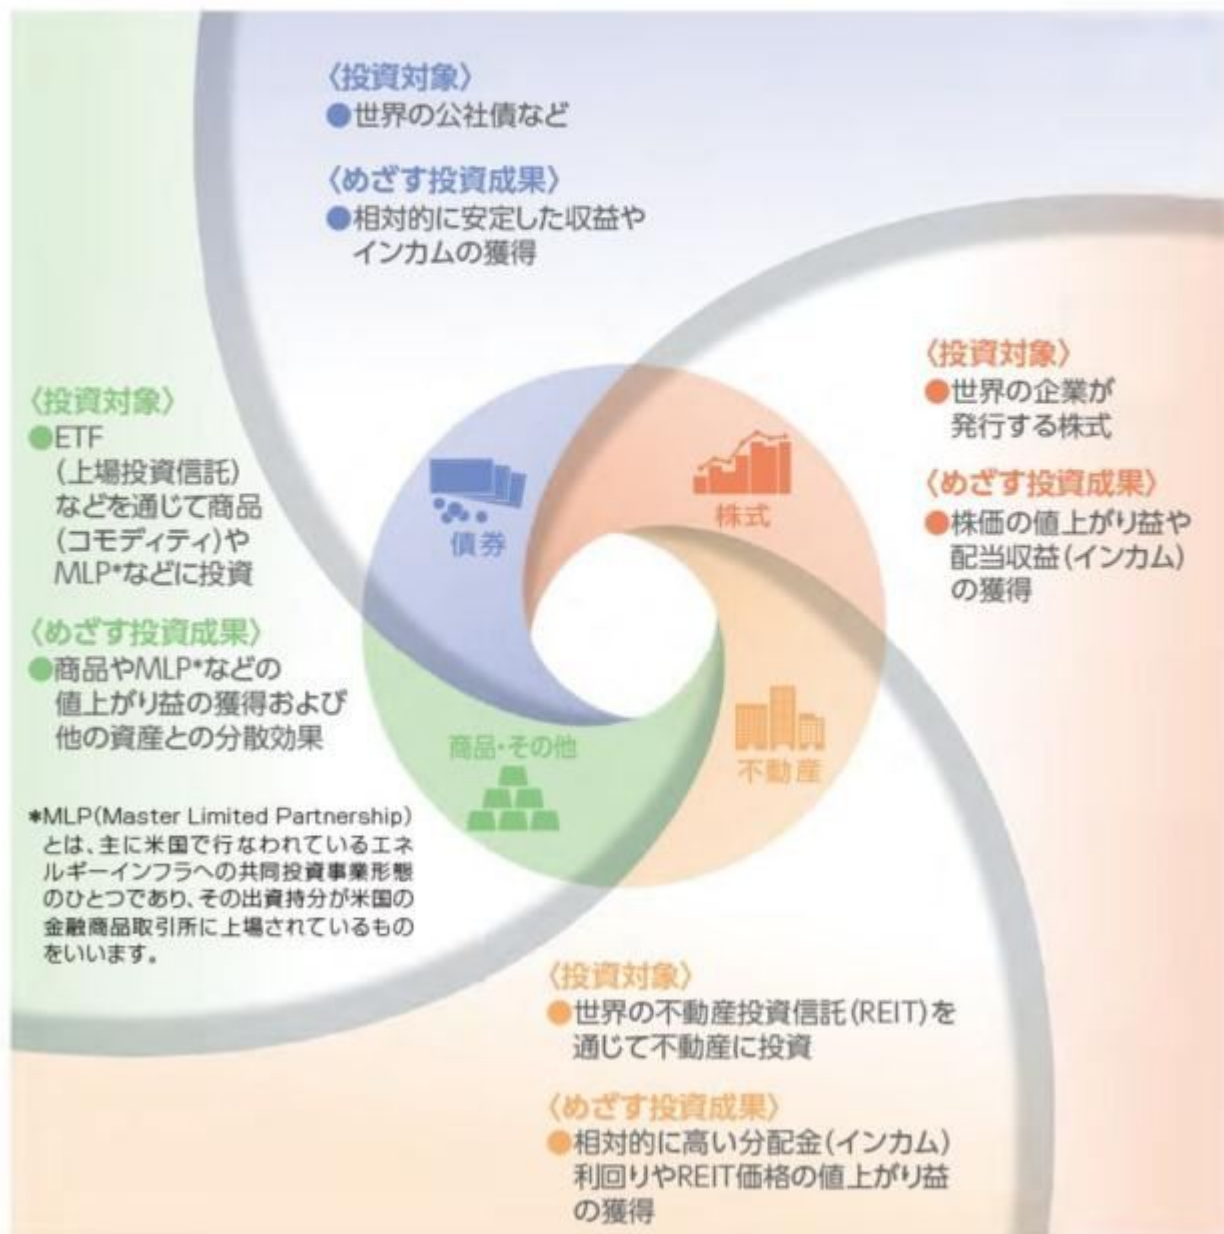 〈投資対象〉
●世界の公社債など
〈めざす投資成果〉
●相対的に安定した収益や
インカムの獲得
〈投資対象〉
●世界の企業が
発行する株式
〈めざす投資成果〉
●株価の値上がり益や
配当収益(インカム)
の獲得
〈投資対象〉
●ETF
(上場投資信託)
などを通じて商品
(コモディティ)や
MLP*などに投資
〈めざす投資成果〉
●商品やMLP*などの
値上がり益の獲得および
他の資産との分散効果
*MLP(Master Limited Partnership)
とは、主に米国で行なわれているエネ
ルギーインフラへの共同投資事業形態
のひとつであり、その出資持分が米国の
金融商品取引所に上場されているもの
をいいます。
債券
株式
商品・その他
不動産
〈投資対象〉
●世界の不動産投資信託(REIT)を
通じて不動産に投資
〈めざす投資成果〉
●相対的に高い分配金(インカム)
利回りやREIT価格の値上がり益
の獲得